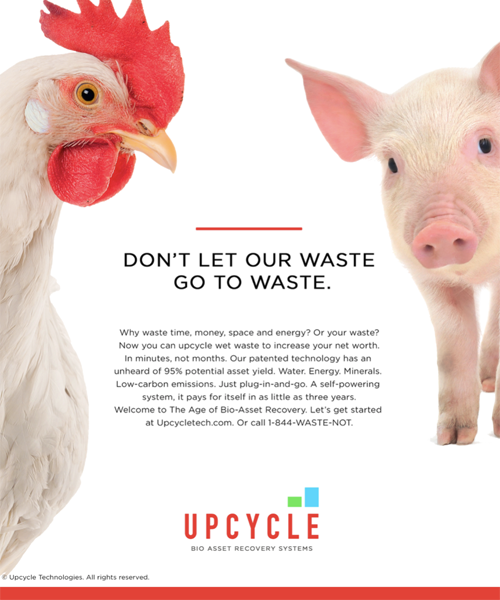 DON'T LET OUR WASTE
GO TO WASTE.
Why waste time, money, space and energy? Or your waste?
Now you can upcycle wet waste to increase your net worth.
In minutes, not months. Our patented technology has an
unheard of 95% potential asset yield. Water. Energy. Minerals.
Low-carbon emissions. Just plug-in-and-go. A self-powering
system, it pays for itself in as little as three years.
Welcome to The Age of Bio-Asset Recovery. Let's get started
at Upcycletech.com. Or call 1-844-WASTE-NOT.
UPCYCLE
BIO ASSET RECOVERY SYSTEMS
© Upcycle Technologies. All rights reserved.